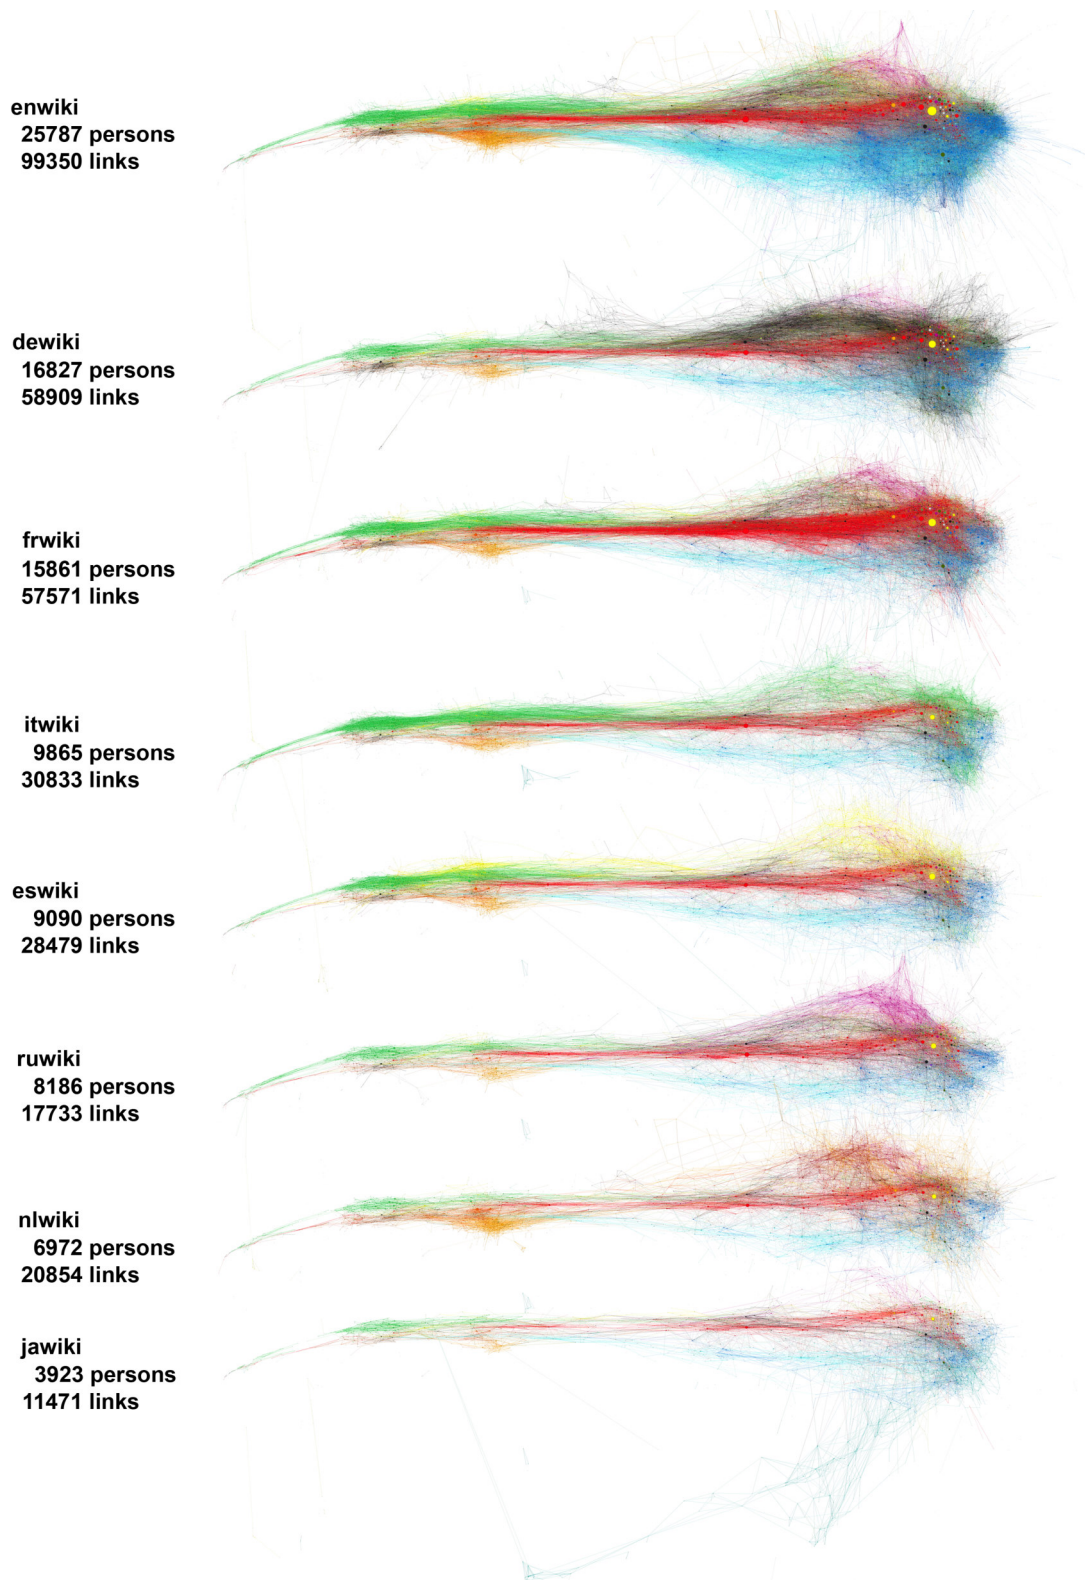 enwiki
25787 persons
99350 links
dewiki
16827 persons
58909 links
frwiki
15861 persons
57571 links
itwiki
9865 persons
30833 links
eswiki
9090 persons
28479 links
ruwiki
8186 persons
17733 links
nlwiki
6972 persons
20854 links
jawiki
3923 persons
11471 links